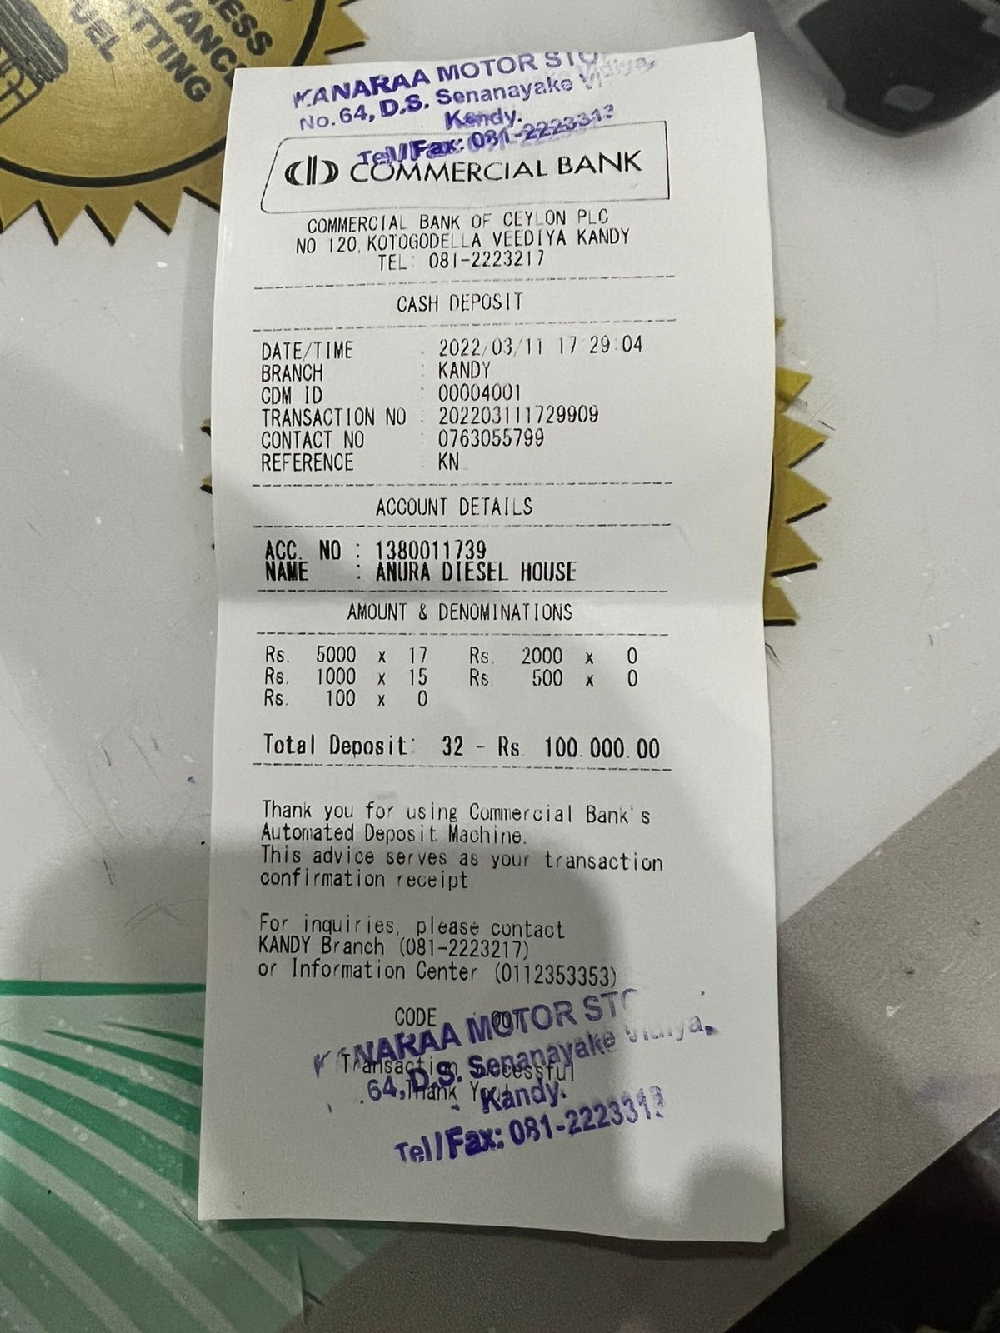 TTING
UEL
KANARAA MOTOR
No. 64, D.S. Senanayake Vidiya,
Kandy.
Tel/Fax: 081-2223313
COMMERCIAL BANK
COMMERCIAL BANK OF CEYLON PLC
NO 120, KOTOGODELLA VEEDIYA KANDY
TEL: 081-2223217
CASH DEPOSIT
DATE/TIME : 2022/03/11 17:29:04
BRANCH : KANDY
CDM ID : 00004001
TRANSACTION NO : 202203111729909
CONTACT NO : 0763055799
REFERENCE : KN
ACCOUNT DETAILS
ACC. NO : 1380011739
NAME : ANURA DIESEL HOUSE
AMOUNT & DENOMINATIONS
Rs. 5000 x 17 Rs. 2000 x 0
Rs. 1000 x 15 Rs. 500 x 0
Rs. 100 x 0
Total Deposit: 32 - Rs. 100,000.00
Thank you for using Commercial Bank's
Automated Deposit Machine.
This advice serves as your transaction
confirmation receipt
For inquiries, please contact
KANDY Branch (081-2223217)
or Information Center (0112353353)
CODE
KANARAA MOTOR
Transaction Successful
64, D.S. Senanayake Vidiya,
Thank You
Kandy.
Tel/Fax: 081-2223313